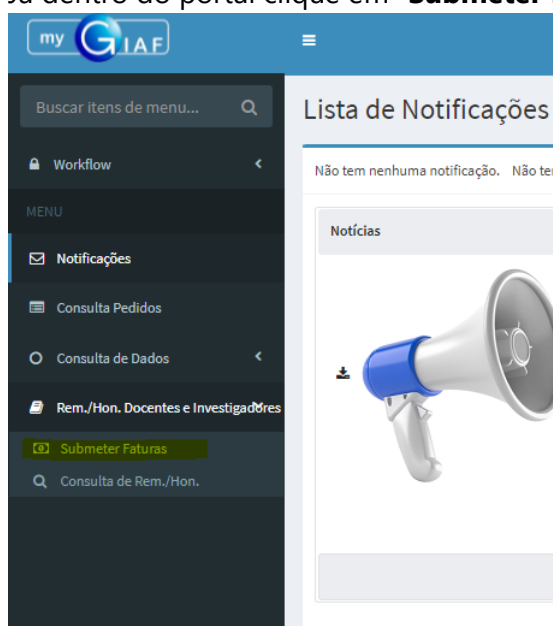 Já dentro do portal clique em "Submeter
my GIAF
Buscar itens de menu...
Lista de Notificações
Workflow
Não tem nenhuma notificação. Não te
MENU
Notícias
Notificações
Consulta Pedidos
Consulta de Dados
Rem./Hon. Docentes e Investigadores
Submeter Faturas
Consulta de Rem./Hon.